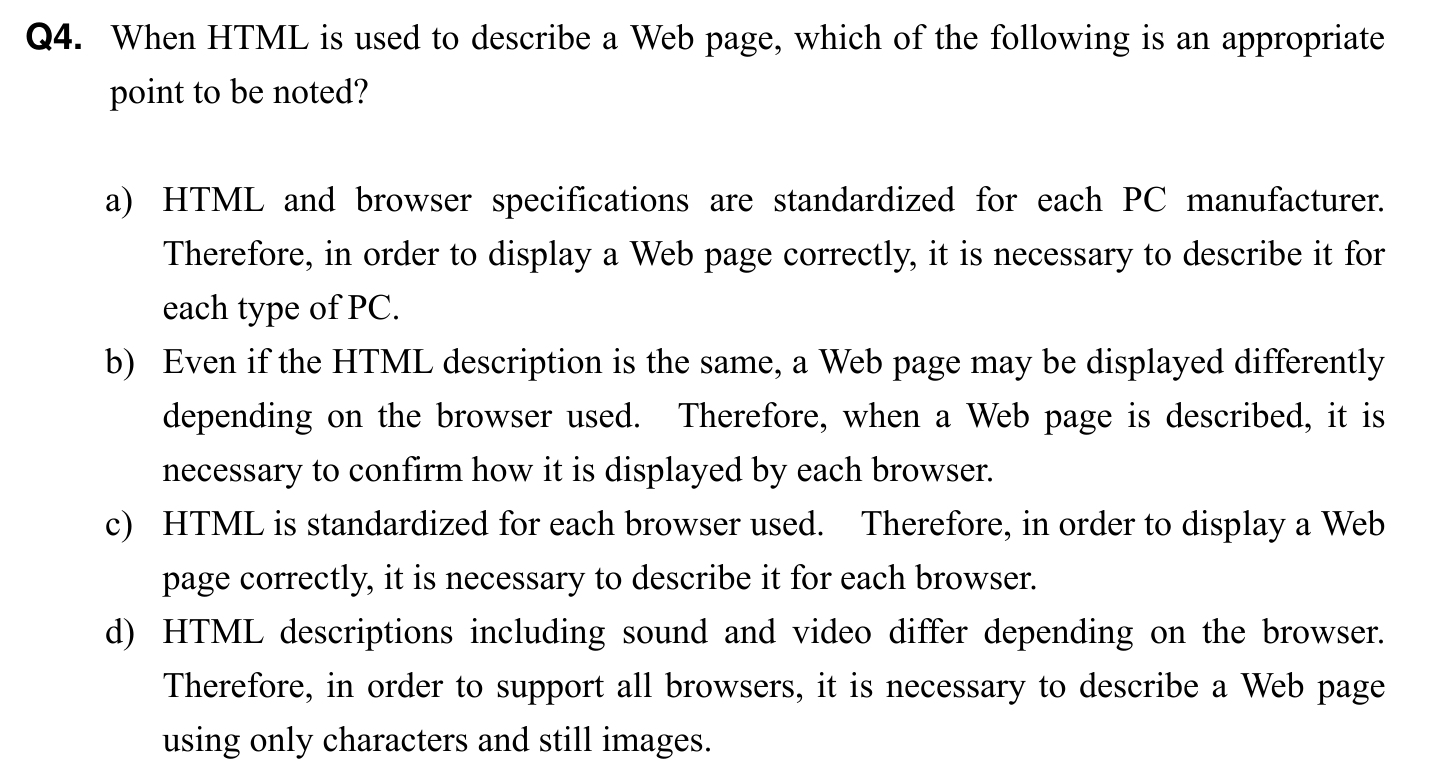 Q4. When HTML is used to describe a Web page, which of the following is an appropriate
point to be noted?
a) HTML and browser specifications are standardized for each PC manufacturer.
Therefore, in order to display a Web page correctly, it is necessary to describe it for
each type of PC.
b) Even if the HTML description is the same, a Web page may be displayed differently
depending on the browser used. Therefore, when a Web page is described, it is
necessary to confirm how it is displayed by each browser.
c) HTML is standardized for each browser used. Therefore, in order to display a Web
page correctly, it is necessary to describe it for each browser.
d) HTML descriptions including sound and video differ depending on the browser.
Therefore, in order to support all browsers, it is necessary to describe a Web page
using only characters and still images.